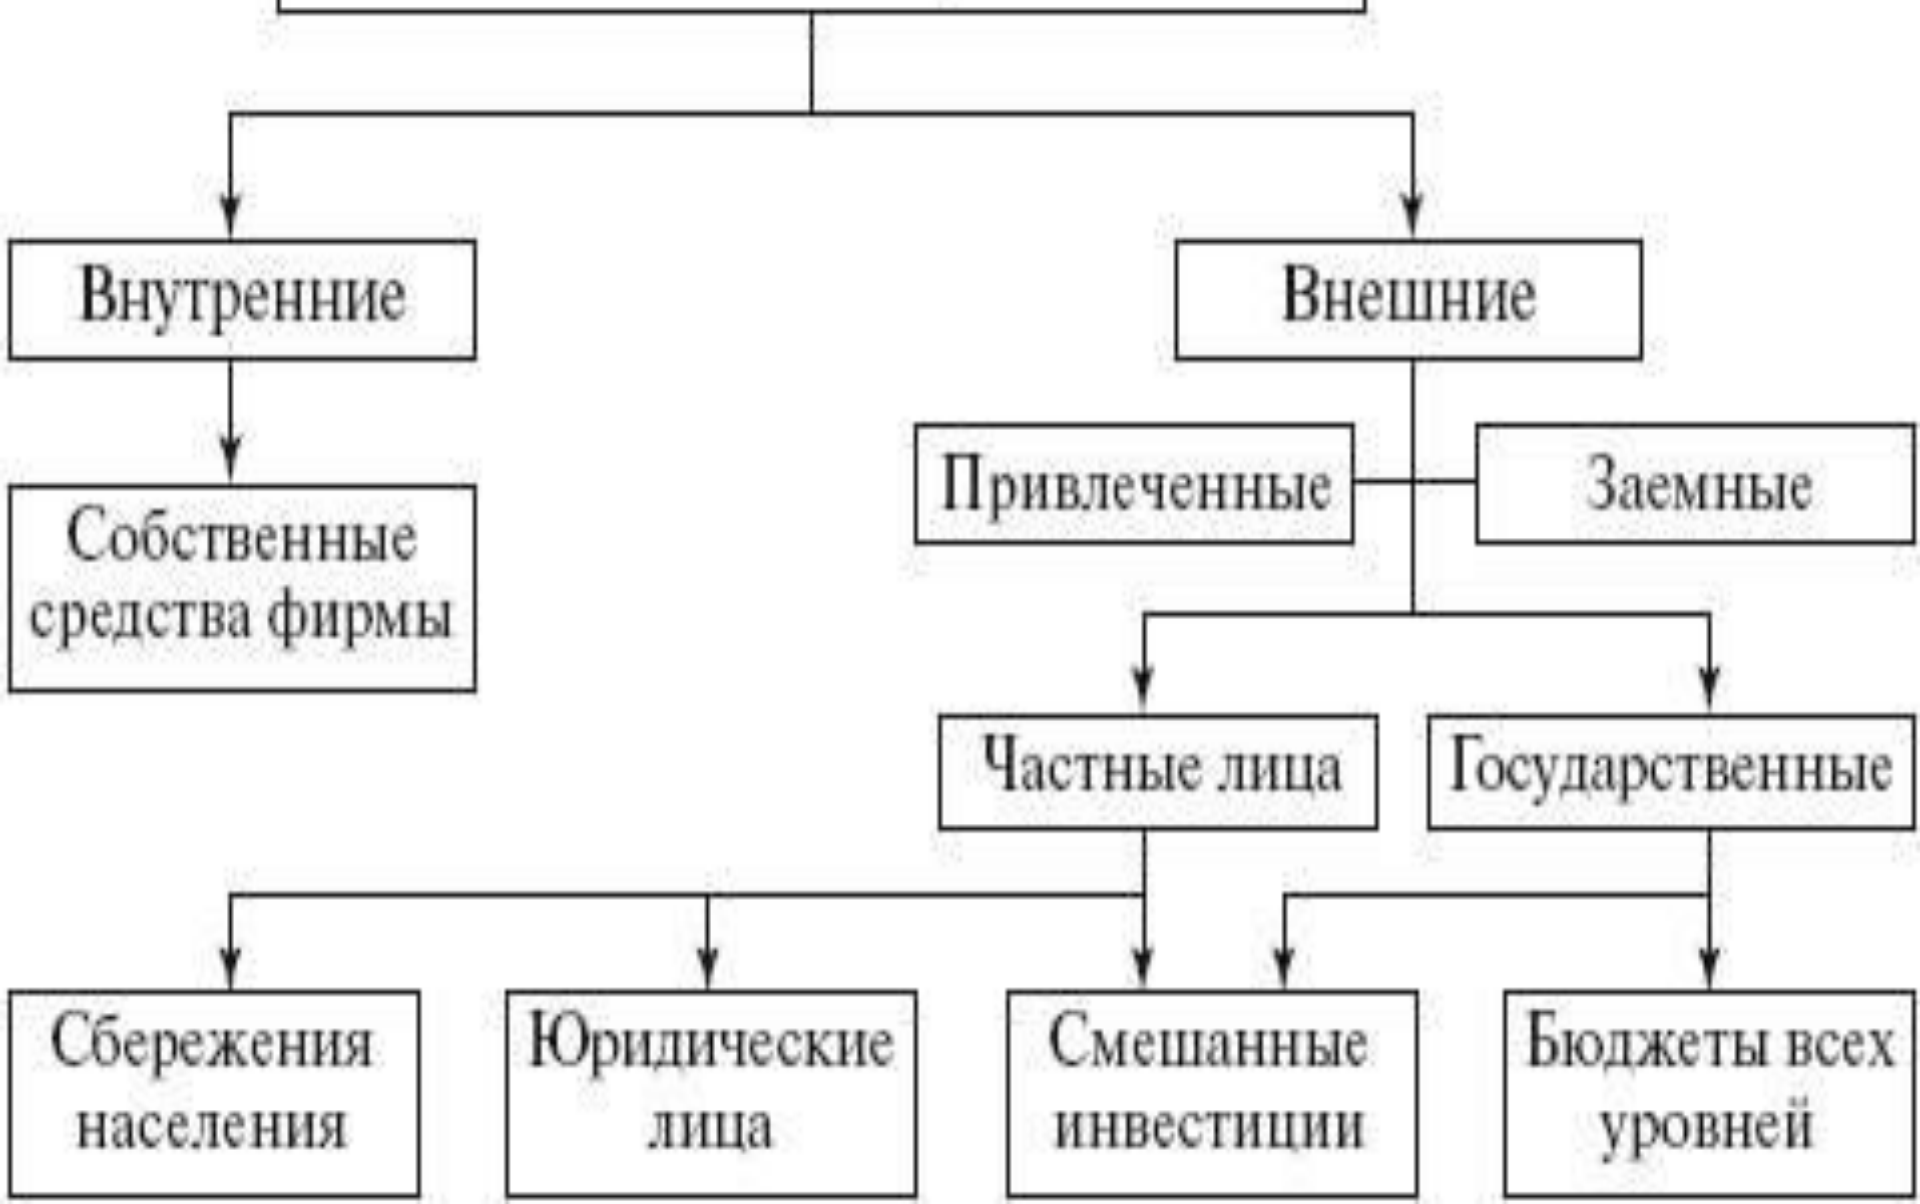 Внутренние
Внешние
Привлеченные
Заемные
Собственные
средства фирмы
Частные лица
Государственные
Сбережения
населения
Юридические
лица
Смешанные
инвестиции
Бюджеты всех
уровней